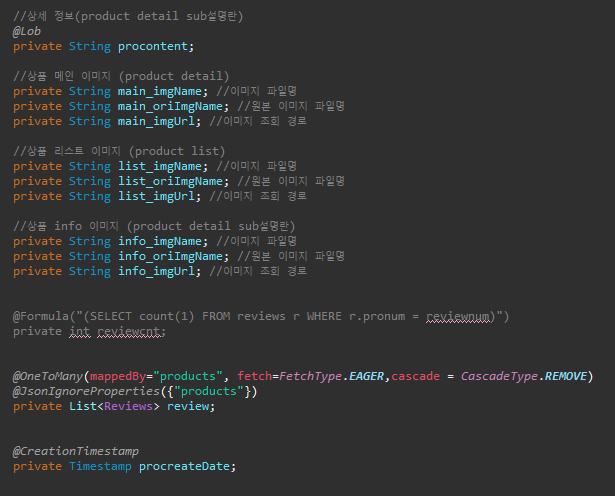 //상세 정보(product detail sub설명란)
@Lob
private String procontent;
//상품 메인 이미지 (product detail)
private String main_imgName; //이미지 파일명
private String main_oriImgName; //원본 이미지 파일명
private String main_imgUrl; //이미지 조회 경로
//상품 리스트 이미지 (product list)
private String list_imgName; //이미지 파일명
private String list_oriImgName; //원본 이미지 파일명
private String list_imgUrl; //이미지 조회 경로
//상품 info 이미지 (product detail sub설명란)
private String info_imgName; //이미지 파일명
private String info_oriImgName; //원본 이미지 파일명
private String info_imgUrl; //이미지 조회 경로
@Formula("(SELECT count(1) FROM reviews r WHERE r.pronum = reviewnum)")
private int reviewcnt;
@OneToMany(mappedBy="products", fetch=FetchType.EAGER,cascade = CascadeType.REMOVE)
@JsonIgnoreProperties({"products"})
private List<Reviews> review;
@CreationTimestamp
private Timestamp procreateDate;